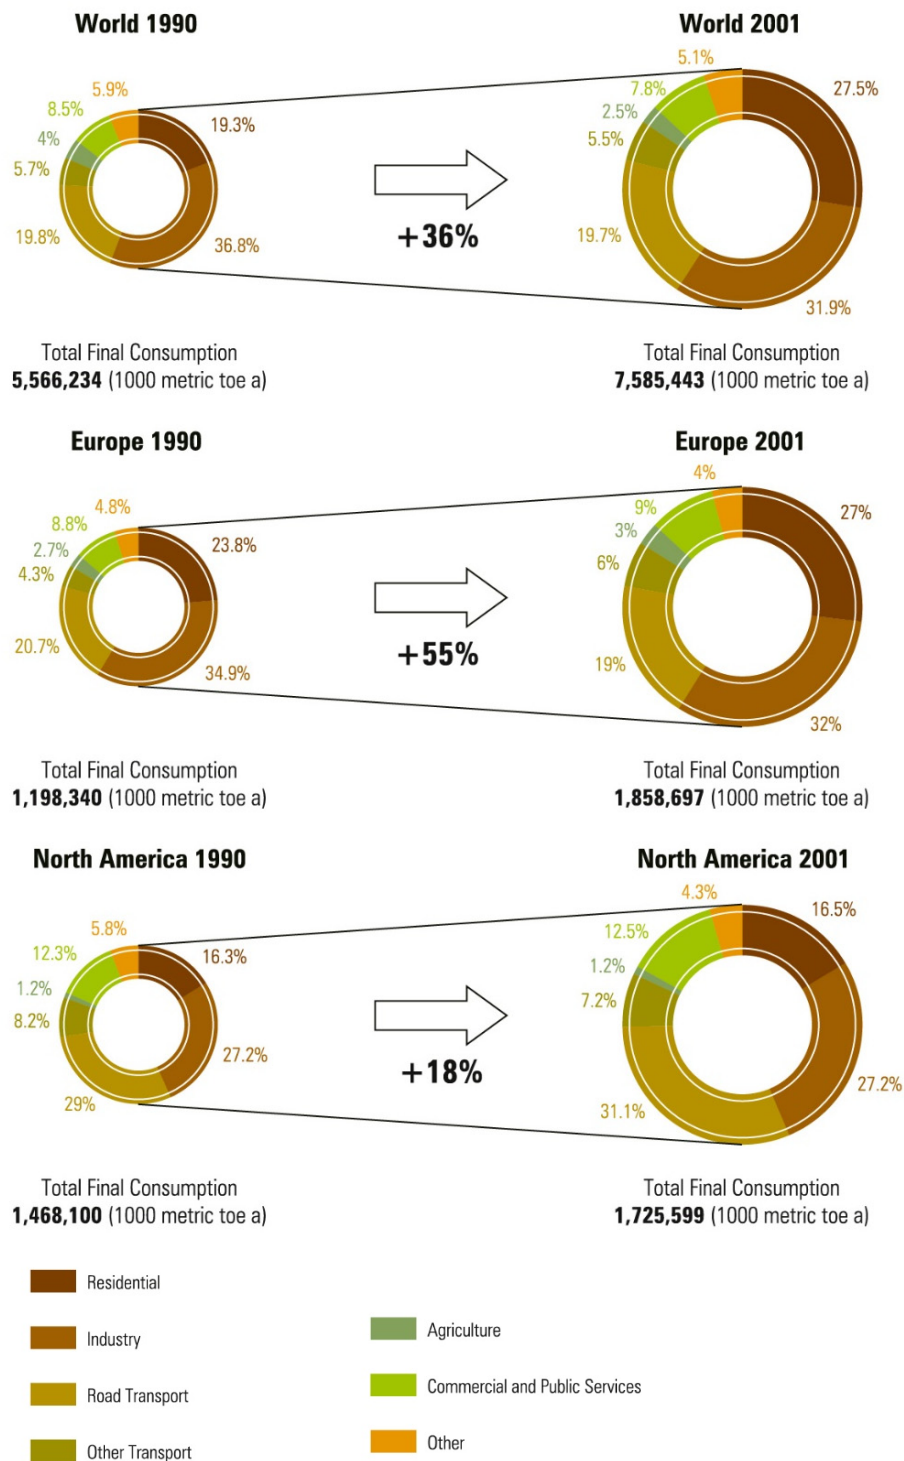 World 1990
5.9%
8.5%
4%
5.7%
19.8%
19.3%
36.8%
+36%
World 2001
5.1%
7.8%
2.5%
5.5%
19.7%
27.5%
31.9%
Total Final Consumption
5,566,234 (1000 metric toe a)
Total Final Consumption
7,585,443 (1000 metric toe a)
Europe 1990
4.8%
8.8%
2.7%
4.3%
20.7%
23.8%
34.9%
+55%
Europe 2001
4%
9%
3%
6%
19%
27%
32%
Total Final Consumption
1,198,340 (1000 metric toe a)
Total Final Consumption
1,858,697 (1000 metric toe a)
North America 1990
5.8%
12.3%
1.2%
8.2%
29%
16.3%
27.2%
+18%
North America 2001
4.3%
12.5%
1.2%
7.2%
31.1%
16.5%
27.2%
Total Final Consumption
1,468,100 (1000 metric toe a)
Total Final Consumption
1,725,599 (1000 metric toe a)
Residential
Industry
Road Transport
Other Transport
Agriculture
Commercial and Public Services
Other